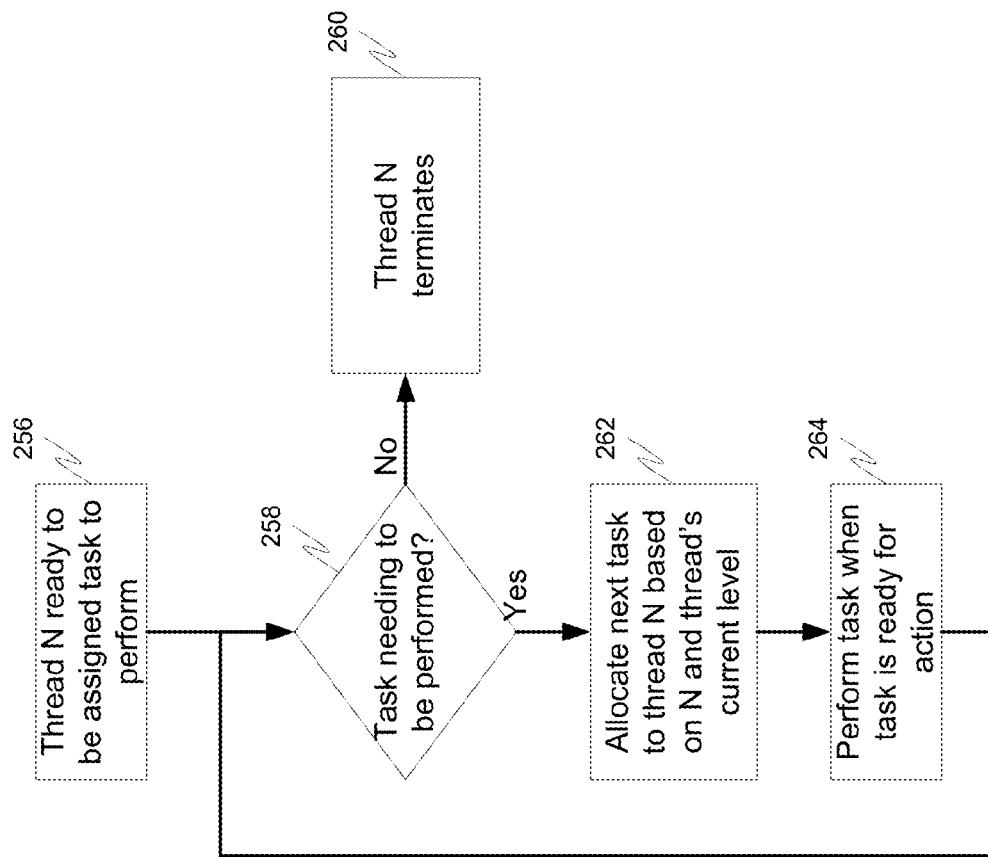 256
Thread N ready to
be assigned task to
perform
258
Task needing to
be performed?
No
260
Thread N
terminates
Yes
262
Allocate next task
to thread N based
on N and thread's
current level
264
Perform task when
task is ready for
action